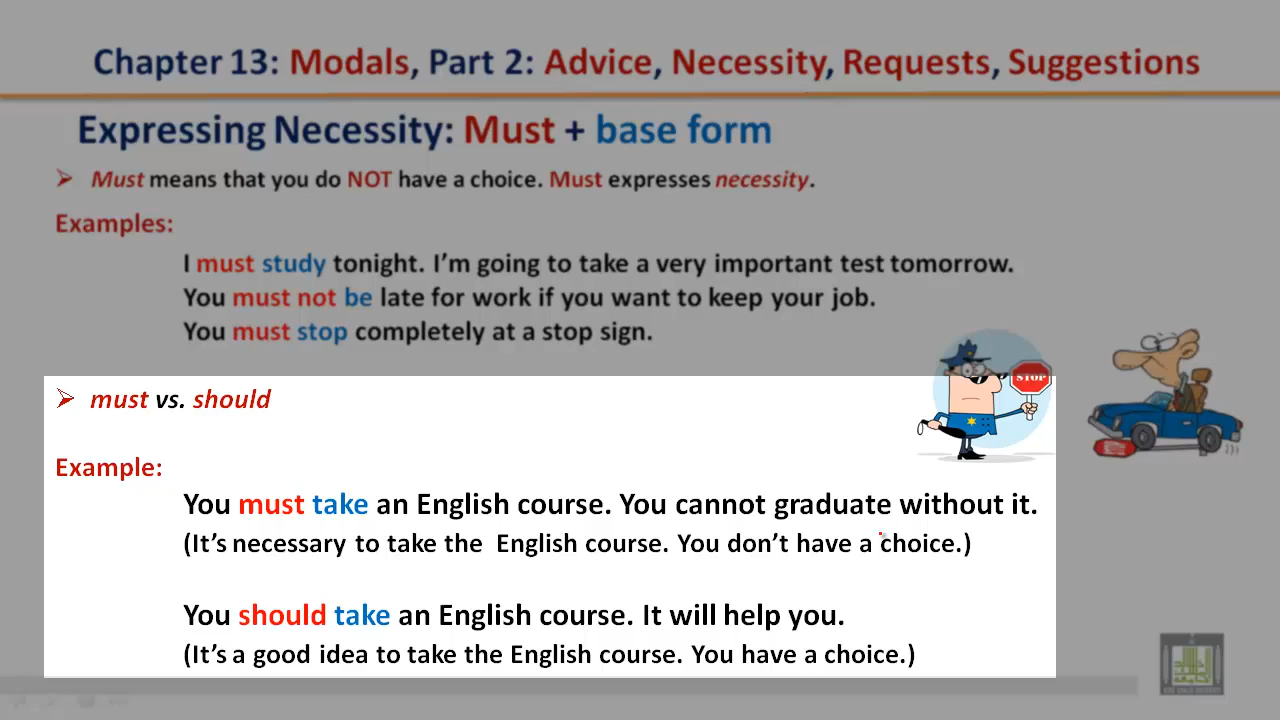 Chapter 13: Modals, Part 2: Advice, Necessity, Requests, Suggestions
Expressing Necessity: Must + base form
➢ Must means that you do NOT have a choice. Must expresses necessity.
Examples:
I must study tonight. I'm going to take a very important test tomorrow.
You must not be late for work if you want to keep your job.
You must stop completely at a stop sign.
STOP
➢ must vs. should
Example:
You must take an English course. You cannot graduate without it.
(It's necessary to take the English course. You don't have a choice.)
You should take an English course. It will help you.
(It's a good idea to take the English course. You have a choice.)